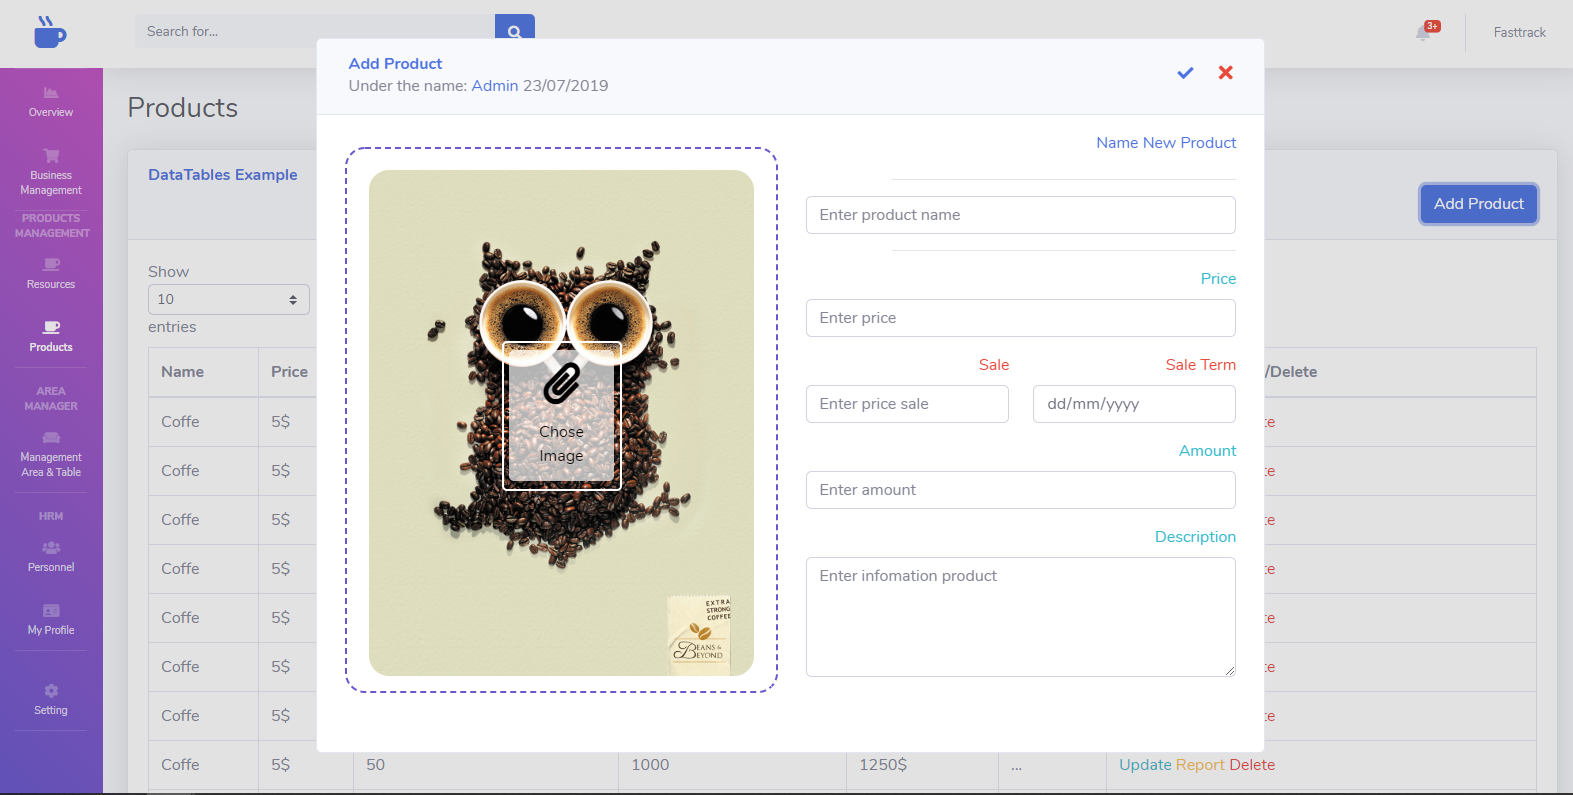 Search for...
3+
Fasttrack
Overview
Business
Management
PRODUCTS
MANAGEMENT
Resources
Products
AREA
MANAGER
Management
Area & Table
HRM
Personnel
My Profile
Setting
Products
DataTables Example
Add Product
Show
10
entries
Name Price /Delete
Coffe 5$ te
Coffe 5$ te
Coffe 5$ te
Coffe 5$ te
Coffe 5$ te
Coffe 5$ te
Coffe 5$ te
Coffe 5$ 50 1000 1250$ ... Update Report Delete
Add Product
Under the name: Admin 23/07/2019
Chose
Image
EXTRA
STRONG
COFFEE
BEANS &
BEYOND
Name New Product
Enter product name
Price
Enter price
Sale Sale Term
Enter price sale dd/mm/yyyy
Amount
Enter amount
Description
Enter infomation product